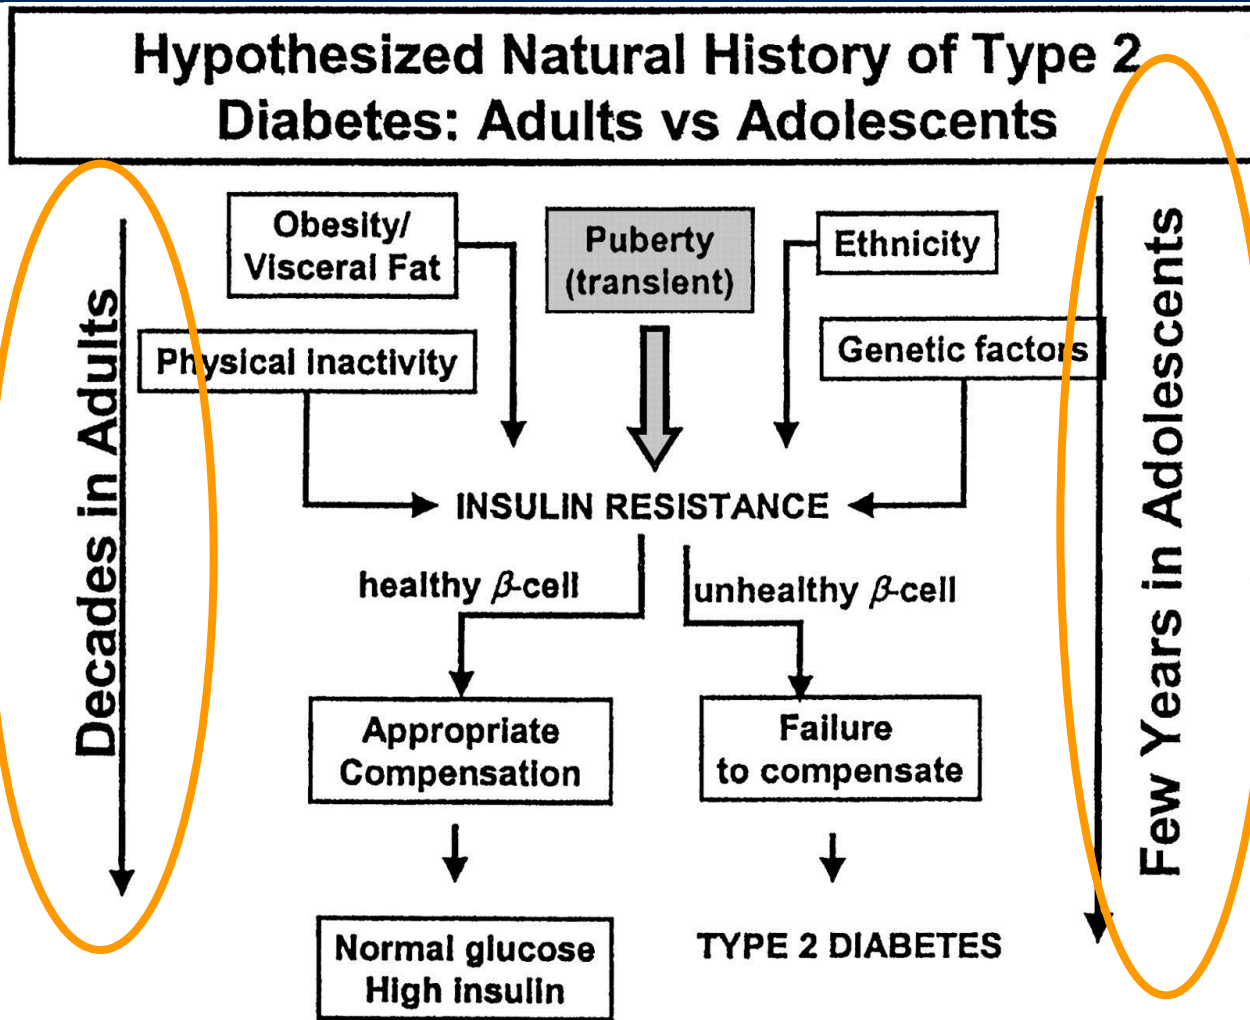 Hypothesized Natural History of Type 2
Diabetes: Adults vs Adolescents
Decades in Adults
Obesity/
Visceral Fat
Puberty
(transient)
Ethnicity
Physical inactivity
Genetic factors
Few Years in Adolescents
INSULIN RESISTANCE
healthy β-cell
unhealthy β-cell
Appropriate
Compensation
Failure
to compensate
Normal glucose
High insulin
TYPE 2 DIABETES